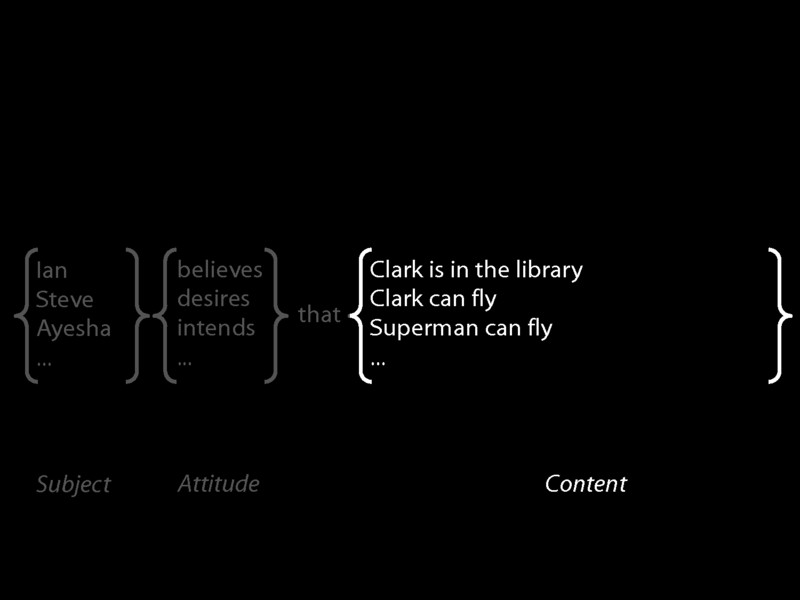 Ian
Steve
Ayesha
...
believes
desires
intends
...
that
Clark is in the library
Clark can fly
Superman can fly
...
Subject
Attitude
Content